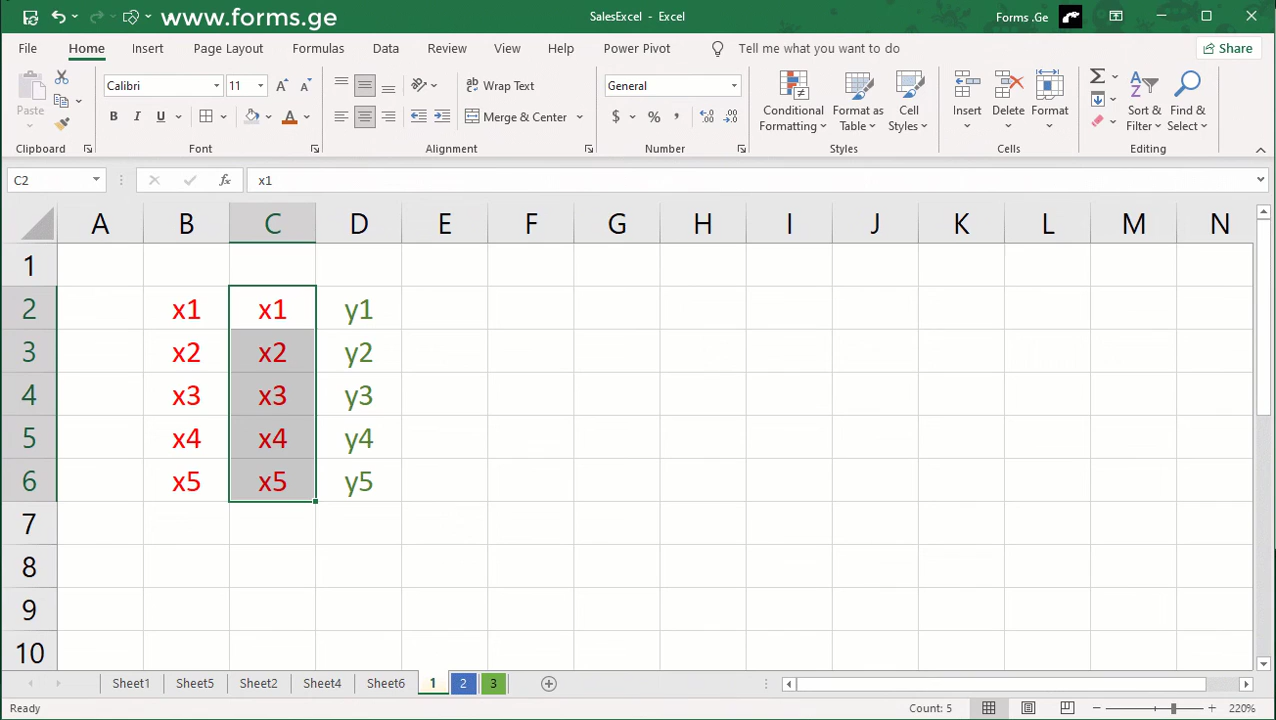 www.forms.ge
SalesExcel - Excel
Forms .Ge
File Home Insert Page Layout Formulas Data Review View Help Power Pivot Tell me what you want to do Share
Paste
Calibri 11 A A
B I U A
ab Wrap Text
Merge & Center
General
$ % ,
Conditional Formatting
Format as Table
Cell Styles
Insert
Delete
Format
Sort & Filter
Find & Select
Clipboard Font Alignment Number Styles Cells Editing
C2 fx x1
A B C D E F G H I J K L M N
1
2 x1 x1 y1
3 x2 x2 y2
4 x3 x3 y3
5 x4 x4 y4
6 x5 x5 y5
7
8
9
10
Sheet1 Sheet5 Sheet2 Sheet4 Sheet6 1 2 3
Ready Count: 5 220%